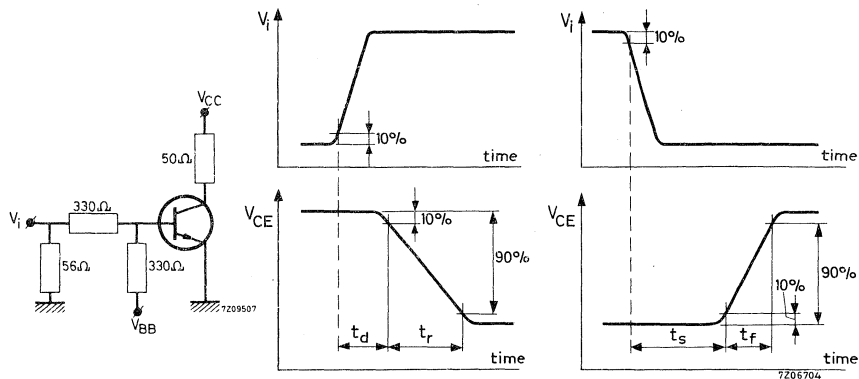 V_CC
50Ω
V_i
330Ω
56Ω
330Ω
V_BB
7Z09507
V_i
10%
time
V_i
10%
time
V_CE
10%
90%
t_d
t_r
time
V_CE
10%
90%
t_s
t_f
time
7Z06704